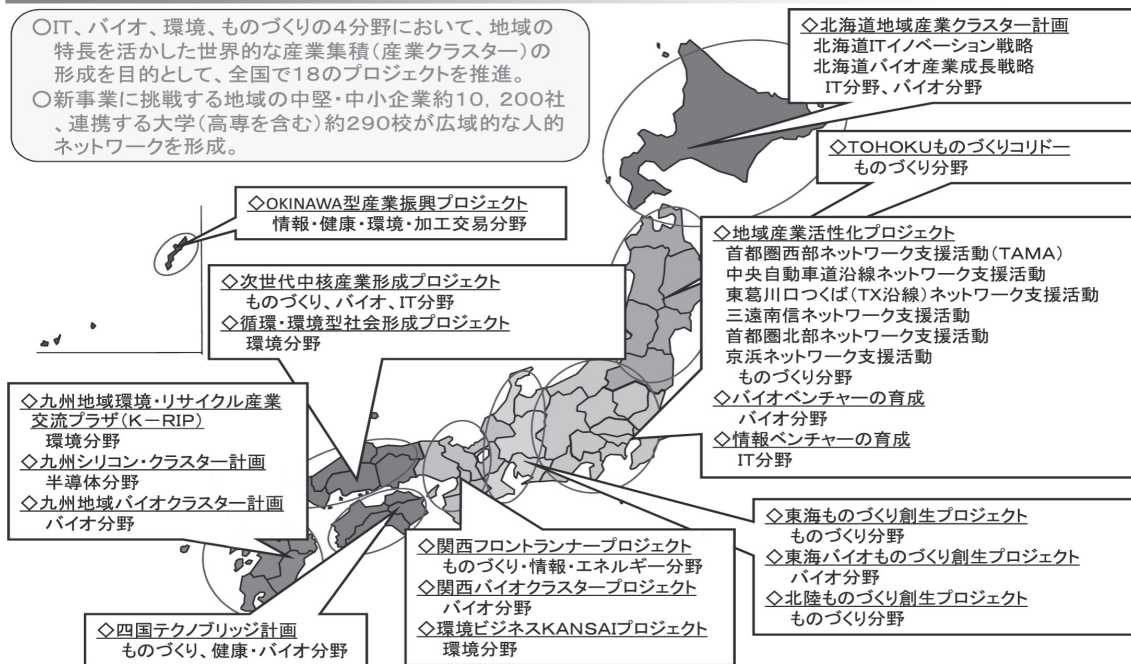 ○IT、バイオ、環境、ものづくりの4分野において、地域の
特長を活かした世界的な産業集積(産業クラスター)の
形成を目的として、全国で18のプロジェクトを推進。
○新事業に挑戦する地域の中堅・中小企業約10,200社
、連携する大学(高専を含む)約290校が広域的な人的
ネットワークを形成。
◇北海道地域産業クラスター計画
北海道ITイノベーション戦略
北海道バイオ産業成長戦略
IT分野、バイオ分野
◇TOHOKUものづくりコリドー
ものづくり分野
◇OKINAWA型産業振興プロジェクト
情報・健康・環境・加工交易分野
◇地域産業活性化プロジェクト
首都圏西部ネットワーク支援活動(TAMA)
中央自動車道沿線ネットワーク支援活動
東葛川口つくば(TX沿線)ネットワーク支援活動
三遠南信ネットワーク支援活動
首都圏北部ネットワーク支援活動
京浜ネットワーク支援活動
ものづくり分野
◇バイオベンチャーの育成
バイオ分野
◇情報ベンチャーの育成
IT分野
◇次世代中核産業形成プロジェクト
ものづくり、バイオ、IT分野
◇循環・環境型社会形成プロジェクト
環境分野
◇九州地域環境・リサイクル産業
交流プラザ(K-RIP)
環境分野
◇九州シリコン・クラスター計画
半導体分野
◇九州地域バイオクラスター計画
バイオ分野
◇東海ものづくり創生プロジェクト
ものづくり分野
◇東海バイオものづくり創生プロジェクト
バイオ分野
◇北陸ものづくり創生プロジェクト
ものづくり分野
◇関西フロントランナープロジェクト
ものづくり・情報・エネルギー分野
◇関西バイオクラスタープロジェクト
バイオ分野
◇環境ビジネスKANSAIプロジェクト
環境分野
◇四国テクノブリッジ計画
ものづくり、健康・バイオ分野